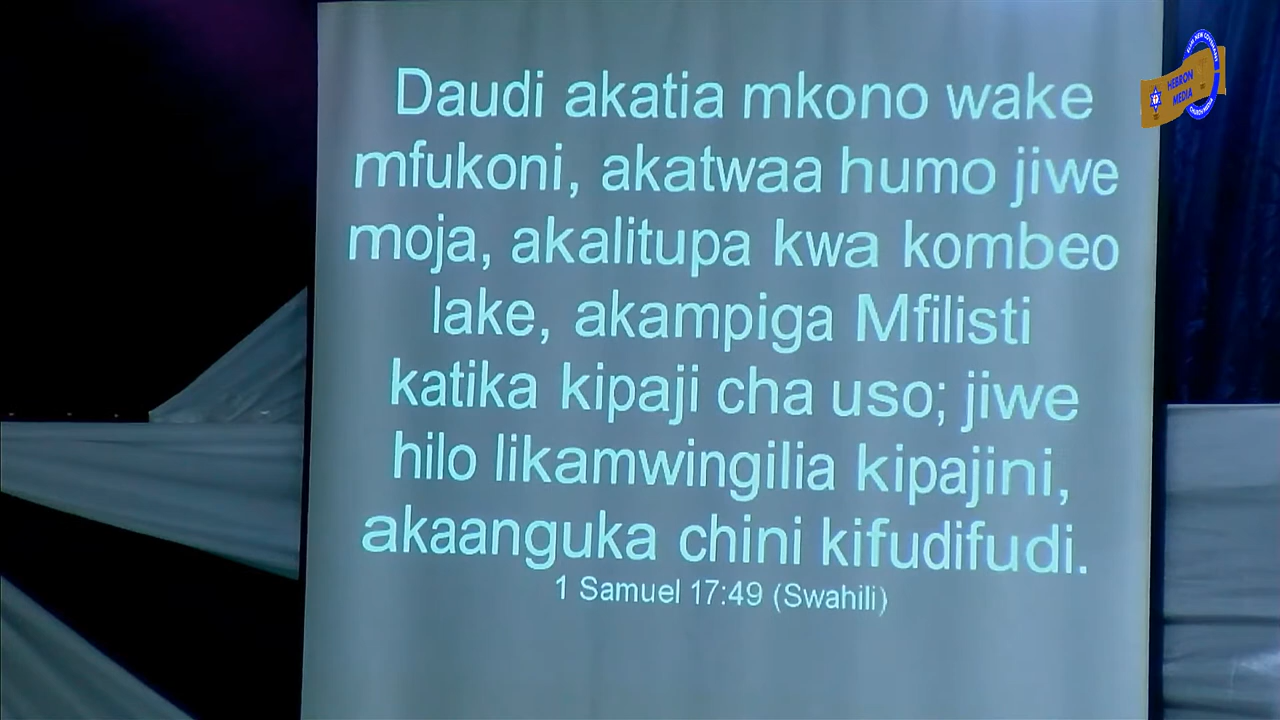 Daudi akatia mkono wake
mfukoni, akatwaa humo jiwe
moja, akalitupa kwa kombeo
lake, akampiga Mfilisti
katika kipaji cha uso; jiwe
hilo likamwingilia kipajini,
akaanguka chini kifudifudi.
1 Samuel 17:49 (Swahili)
HEBRON
MEDIA